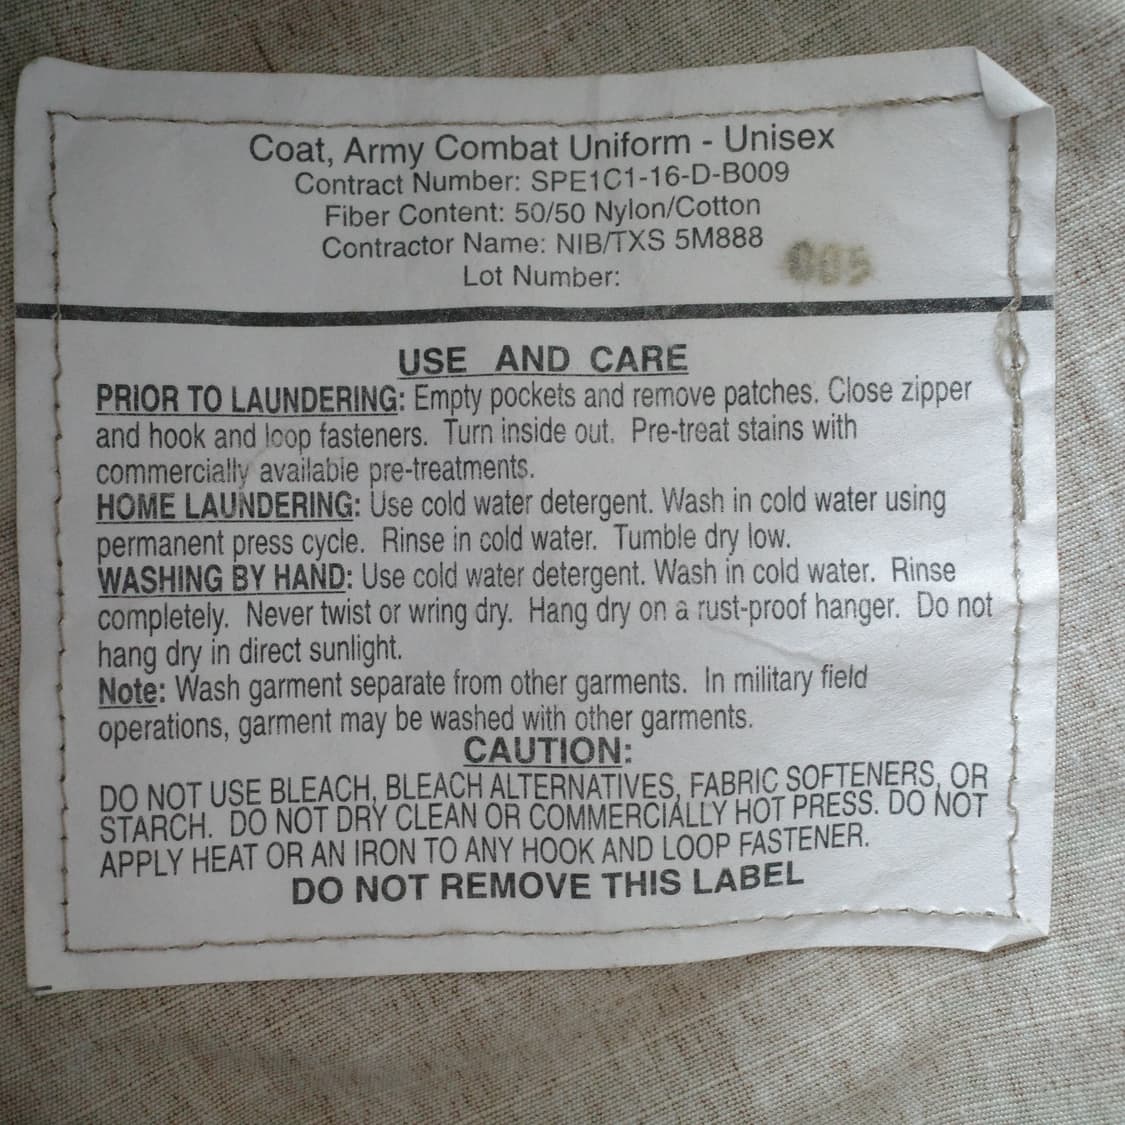 Coat, Army Combat Uniform - Unisex
Contract Number: SPE1C1-16-D-B009
Fiber Content: 50/50 Nylon/Cotton
Contractor Name: NIB/TXS 5M888
Lot Number: 005
USE AND CARE
PRIOR TO LAUNDERING: Empty pockets and remove patches. Close zipper
and hook and loop fasteners. Turn inside out. Pre-treat stains with
commercially available pre-treatments.
HOME LAUNDERING: Use cold water detergent. Wash in cold water using
permanent press cycle. Rinse in cold water. Tumble dry low.
WASHING BY HAND: Use cold water detergent. Wash in cold water. Rinse
completely. Never twist or wring dry. Hang dry on a rust-proof hanger. Do not
hang dry in direct sunlight.
Note: Wash garment separate from other garments. In military field
operations, garment may be washed with other garments.
CAUTION:
DO NOT USE BLEACH, BLEACH ALTERNATIVES, FABRIC SOFTENERS, OR
STARCH. DO NOT DRY CLEAN OR COMMERCIALLY HOT PRESS. DO NOT
APPLY HEAT OR AN IRON TO ANY HOOK AND LOOP FASTENER.
DO NOT REMOVE THIS LABEL